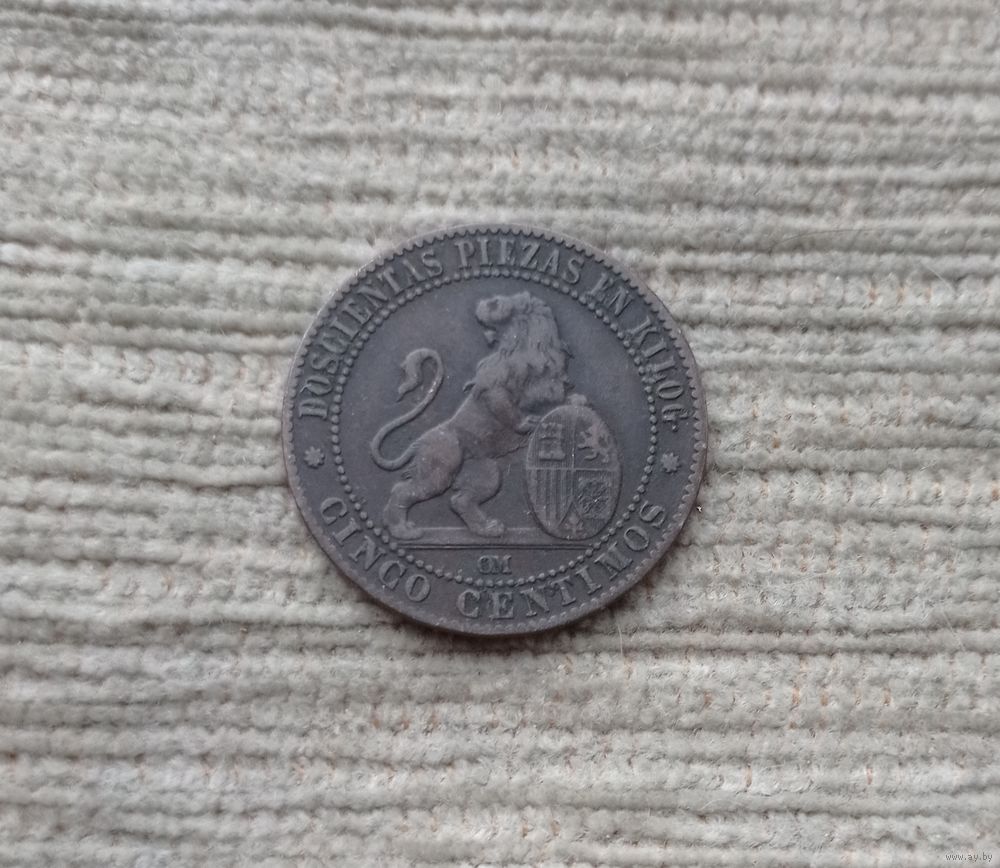 * DOSCIENTAS PIEZAS EN KILOG. *
OM
CINCO CENTIMOS
www.ay.by